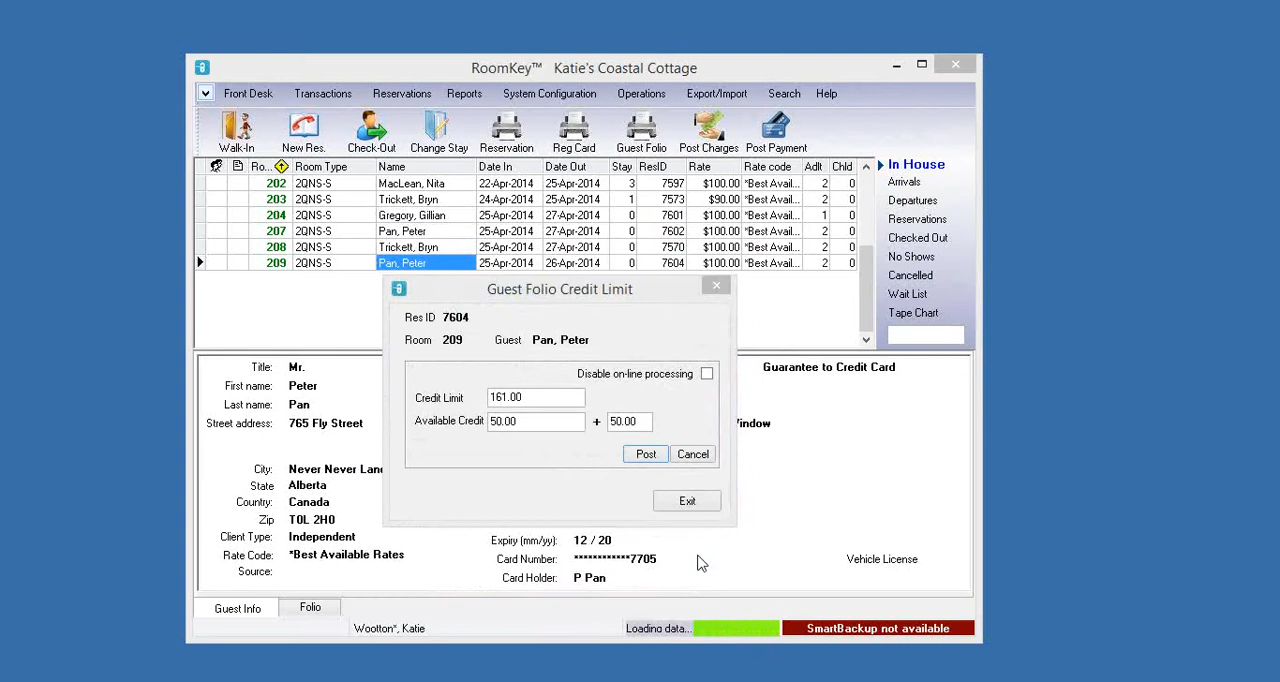 RoomKey™ Katie's Coastal Cottage
Front Desk Transactions Reservations Reports System Configuration Operations Export/Import Search Help
Walk-In New Res. Check-Out Change Stay Reservation Reg Card Guest Folio Post Charges Post Payment
Ro... Room Type Name Date In Date Out Stay ResID Rate Rate code Adlt Chld
202 2QNS-S MacLean, Nita 22-Apr-2014 25-Apr-2014 3 7597 $100.00 *Best Avail... 2 0
203 2QNS-S Trickett, Bryn 24-Apr-2014 25-Apr-2014 1 7573 $90.00 *Best Avail... 2 0
204 2QNS-S Gregory, Gillian 25-Apr-2014 27-Apr-2014 0 7601 $100.00 *Best Avail... 1 0
207 2QNS-S Pan, Peter 25-Apr-2014 27-Apr-2014 0 7602 $100.00 *Best Avail... 2 0
208 2QNS-S Trickett, Bryn 25-Apr-2014 27-Apr-2014 0 7570 $100.00 *Best Avail... 2 0
209 2QNS-S Pan, Peter 25-Apr-2014 26-Apr-2014 0 7604 $100.00 *Best Avail... 2 0
In House
Arrivals
Departures
Reservations
Checked Out
No Shows
Cancelled
Wait List
Tape Chart
Guest Folio Credit Limit
Res ID 7604
Room 209 Guest Pan, Peter
Disable on-line processing
Credit Limit 161.00
Available Credit 50.00 + 50.00
Post Cancel
Exit
Title: Mr.
First name: Peter
Last name: Pan
Street address: 765 Fly Street
City: Never Never Land
State Alberta
Country: Canada
Zip T0L 2H0
Client Type: Independent
Rate Code: *Best Available Rates
Source:
Guarantee to Credit Card
Window
Expiry (mm/yy): 12 / 20
Card Number: ************7705
Card Holder: P Pan
Vehicle License
Guest Info Folio
Wootton*, Katie Loading data... SmartBackup not available